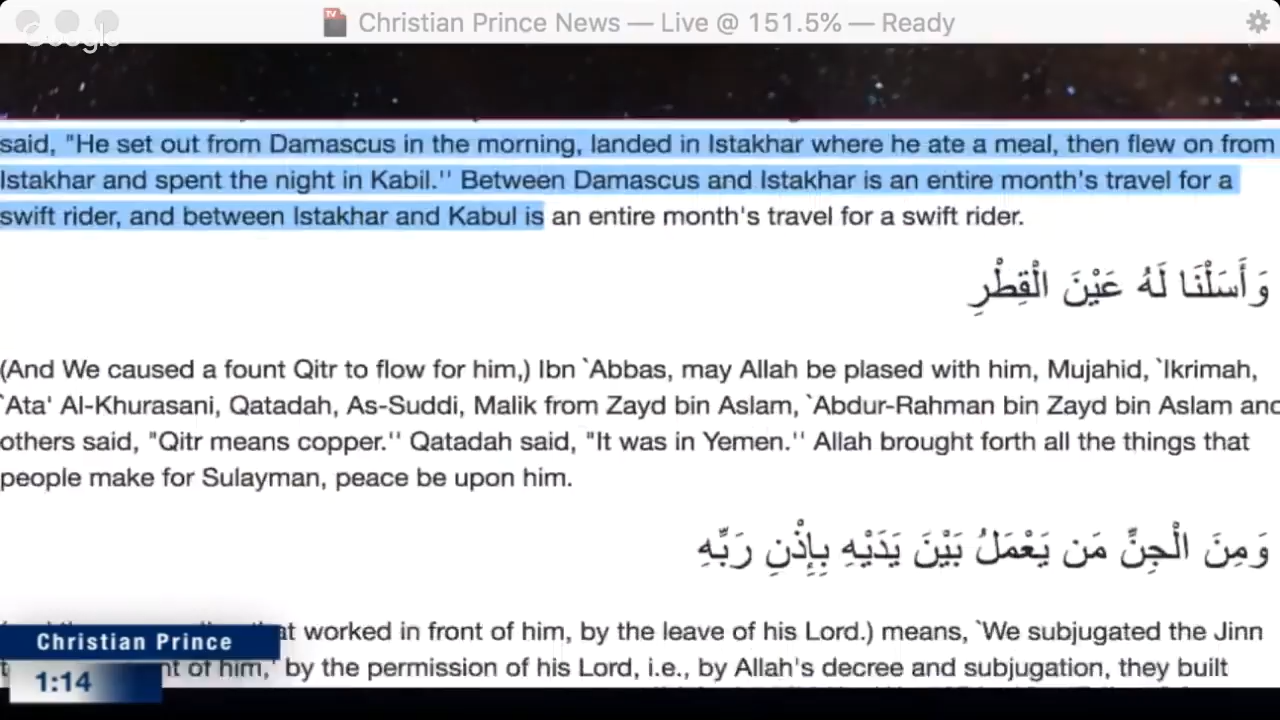 Christian Prince News — Live @ 151.5% — Ready
Google
said, "He set out from Damascus in the morning, landed in Istakhar where he ate a meal, then flew on from
Istakhar and spent the night in Kabil.'' Between Damascus and Istakhar is an entire month's travel for a
swift rider, and between Istakhar and Kabul is an entire month's travel for a swift rider.
وَأَسَلْنَا لَهُ عَيْنَ الْقِطْرِ
(And We caused a fount Qitr to flow for him,) Ibn `Abbas, may Allah be plased with him, Mujahid, `Ikrimah,
`Ata' Al-Khurasani, Qatadah, As-Suddi, Malik from Zayd bin Aslam, `Abdur-Rahman bin Zayd bin Aslam and
others said, "Qitr means copper.'' Qatadah said, "It was in Yemen.'' Allah brought forth all the things that
people make for Sulayman, peace be upon him.
وَمِنَ الْجِنِّ مَن يَعْمَلُ بَيْنَ يَدَيْهِ بِإِذْنِ رَبِّهِ
worked in front of him, by the leave of his Lord.) means, `We subjugated the Jinn
of him,' by the permission of his Lord, i.e., by Allah's decree and subjugation, they built
Christian Prince
1:14